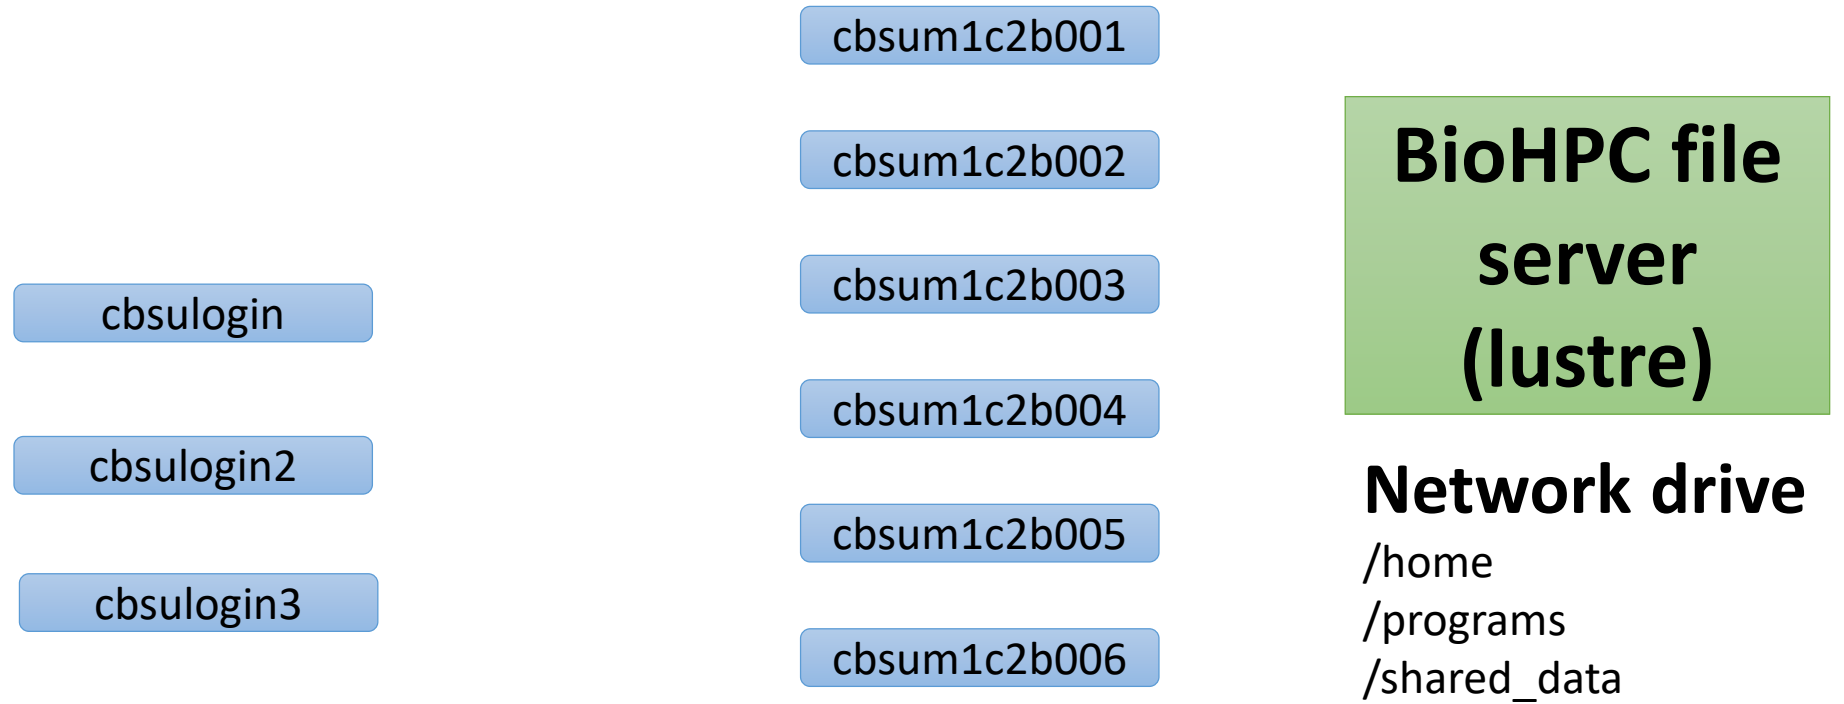 cbsulogin
cbsulogin2
cbsulogin3
cbsum1c2b001
cbsum1c2b002
cbsum1c2b003
cbsum1c2b004
cbsum1c2b005
cbsum1c2b006
BioHPC file
server
(lustre)
Network drive
/home
/programs
/shared_data